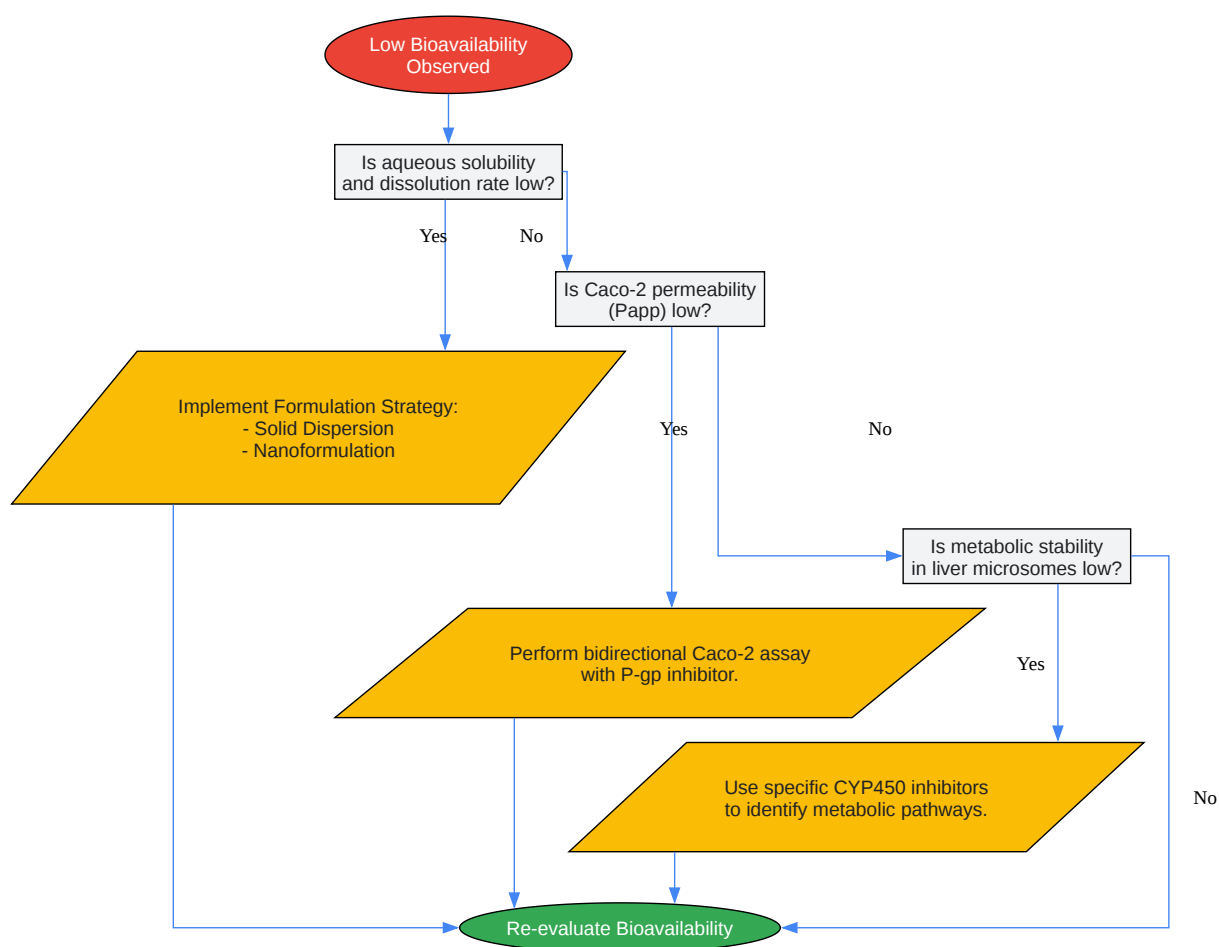 Low Bioavailability
Observed
Is aqueous solubility
and dissolution rate low?
Yes
No
Is Caco-2 permeability
(Papp) low?
Implement Formulation Strategy:
- Solid Dispersion
- Nanoformulation
Yes
No
Is metabolic stability
in liver microsomes low?
Perform bidirectional Caco-2 assay
with P-gp inhibitor.
Yes
Use specific CYP450 inhibitors
to identify metabolic pathways.
No
Re-evaluate Bioavailability